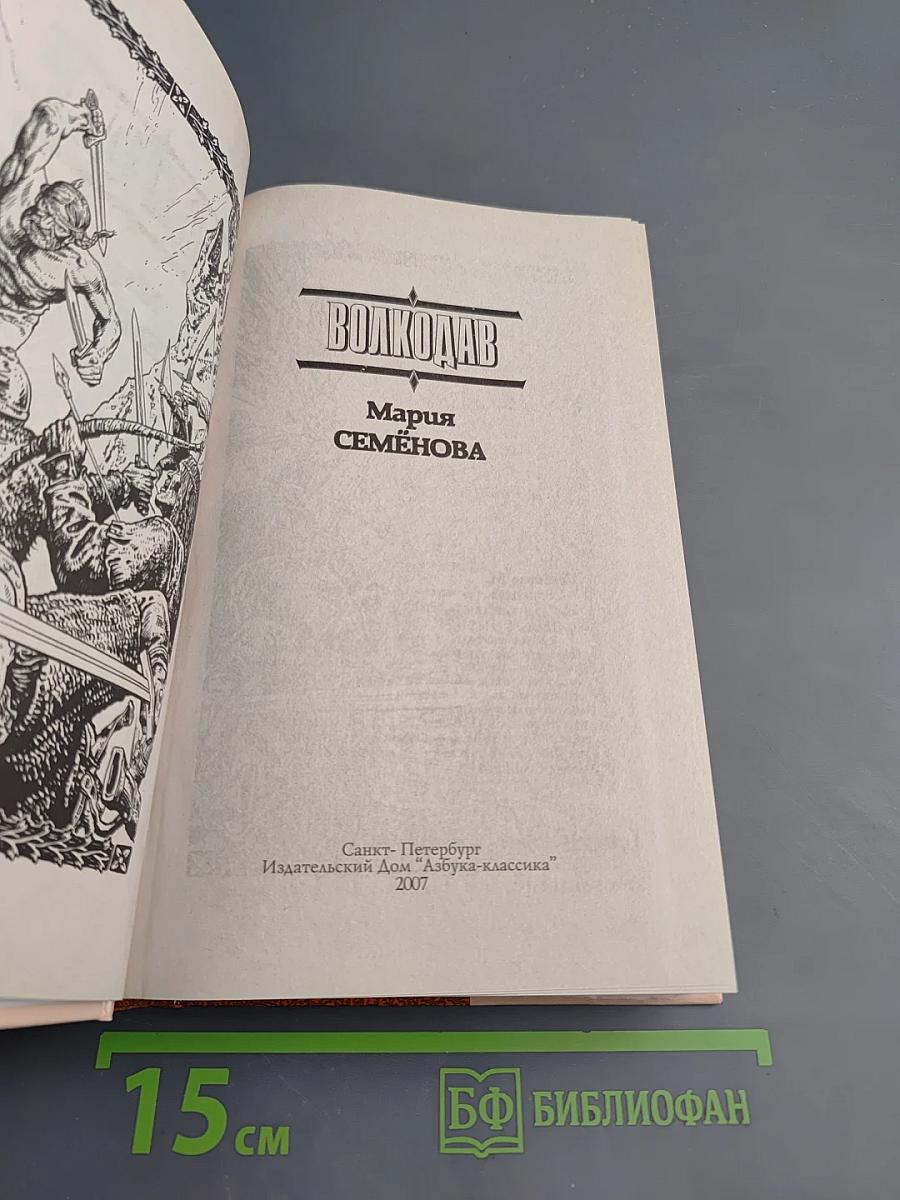 ВОЛКОДАВ
Мария
СЕМЁНОВА
Санкт- Петербург
Издательский Дом "Азбука-классика"
2007
15 см
БФ БИБЛИОФАН